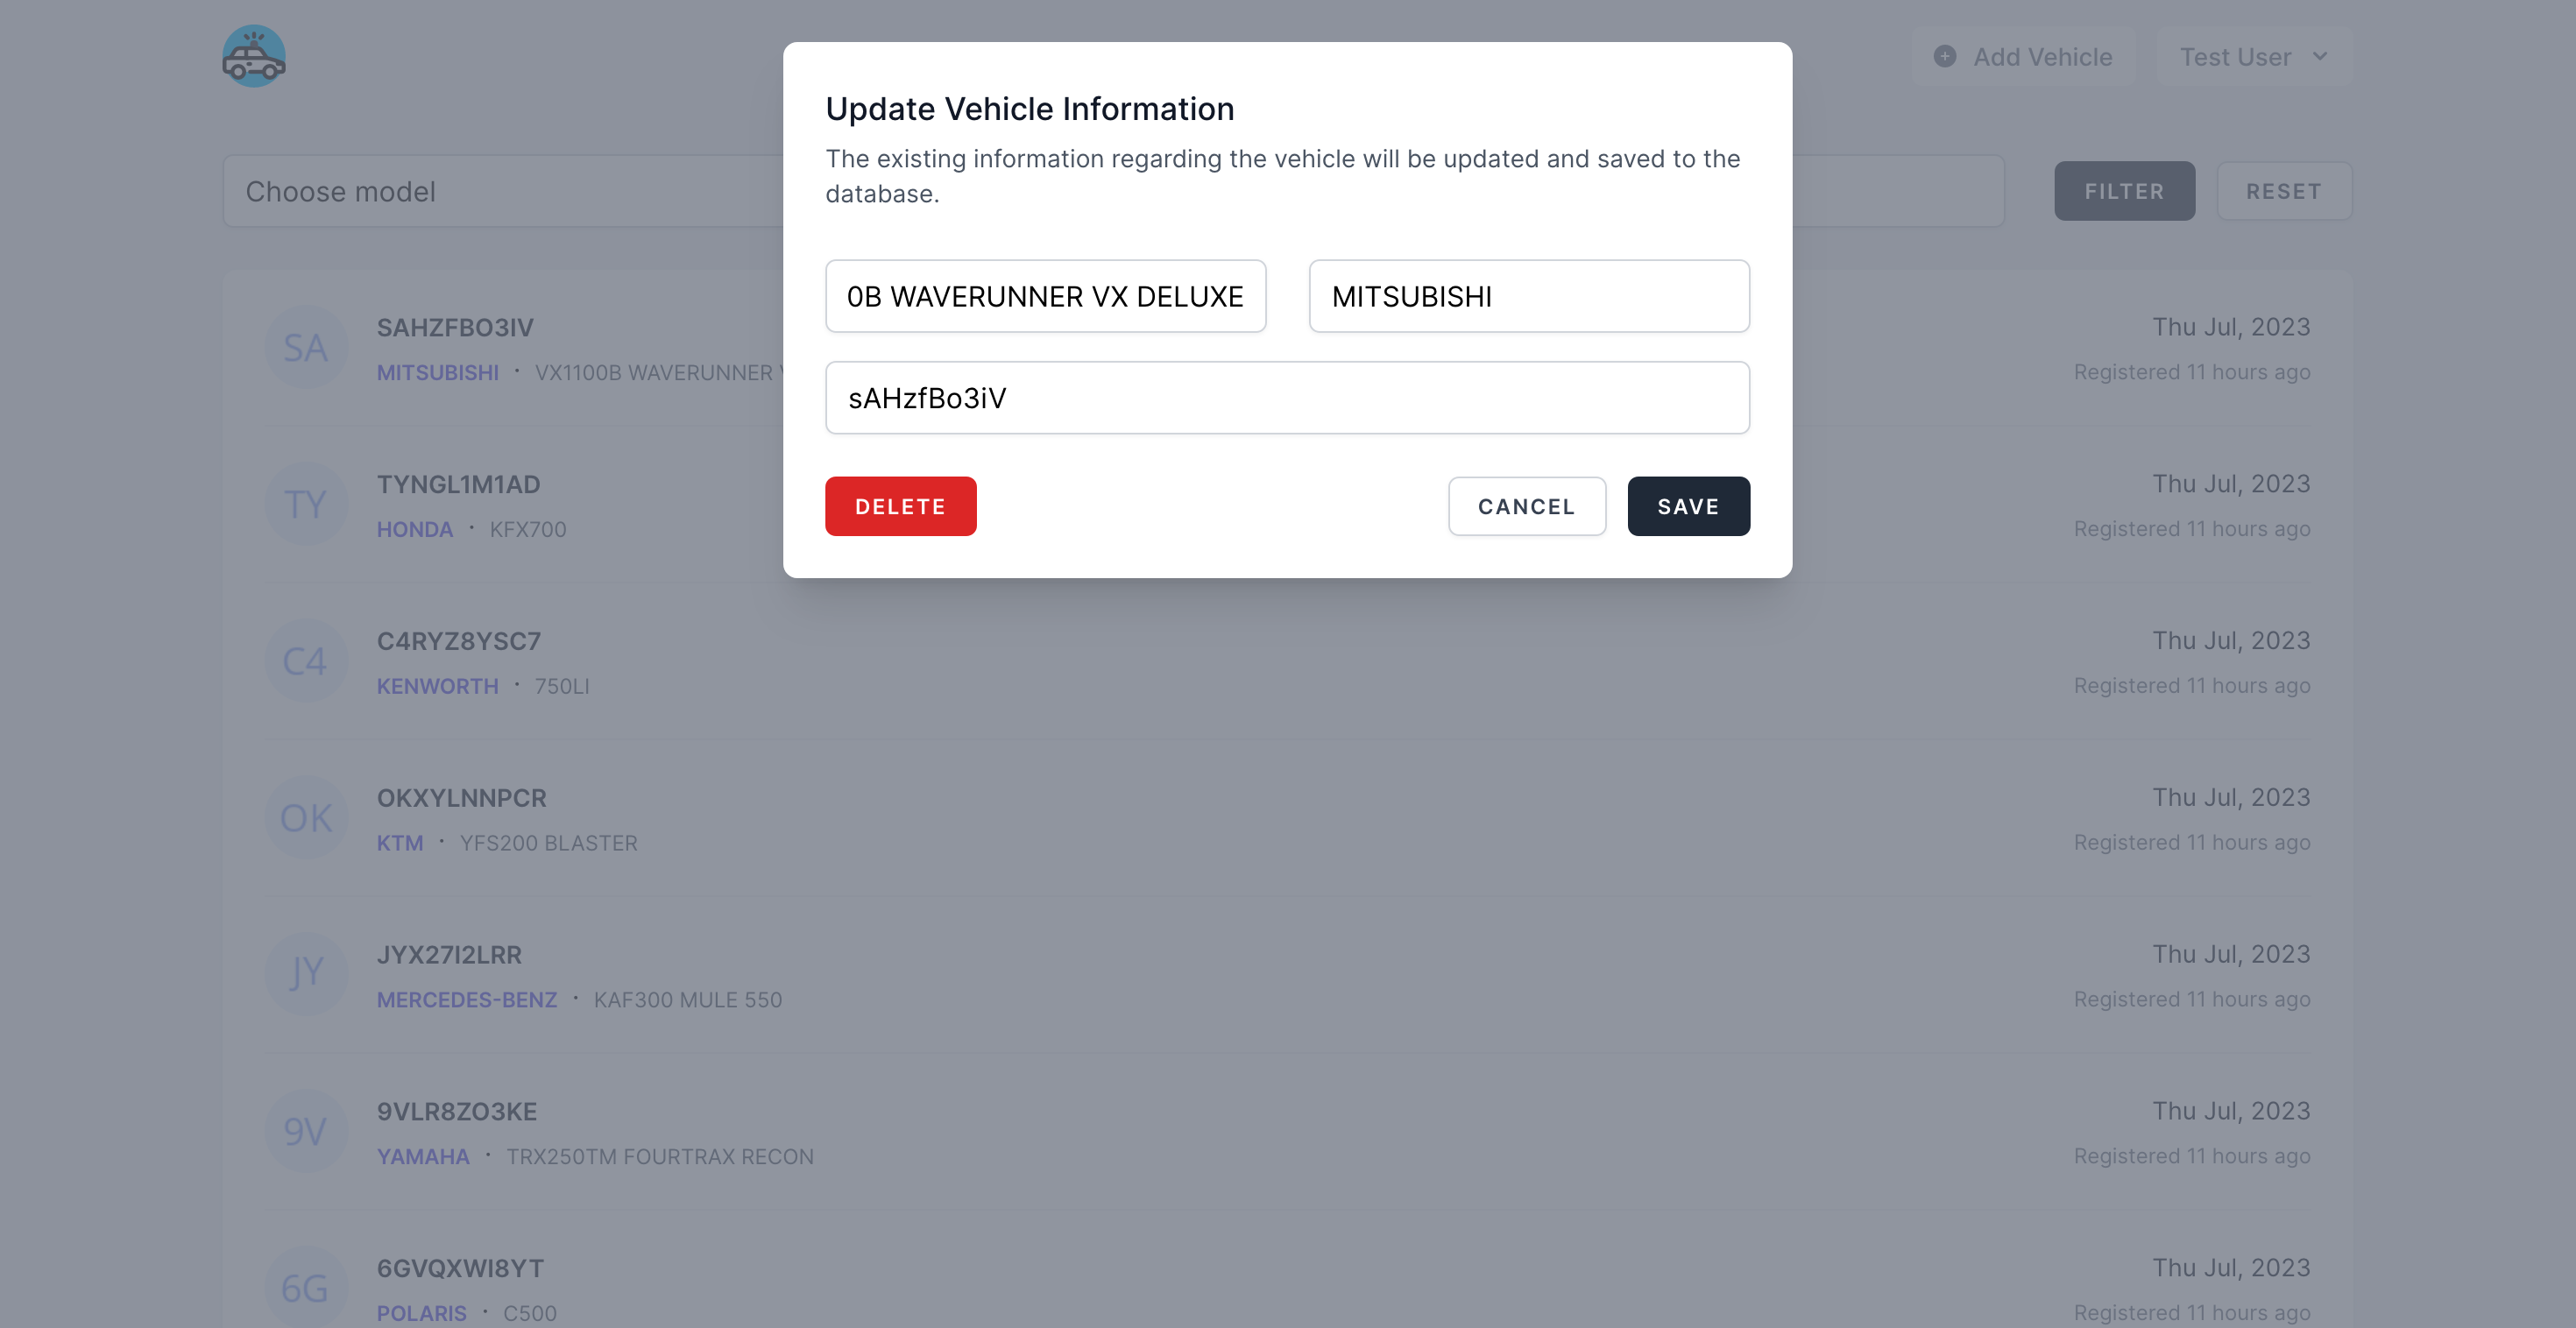 Add Vehicle
Test User
Update Vehicle Information
The existing information regarding the vehicle will be updated and saved to the
database.
Choose model
FILTER
RESET
0B WAVERUNNER VX DELUXE
MITSUBISHI
sAHzfBo3iV
DELETE
CANCEL
SAVE
SA
SAHZFBO3IV
MITSUBISHI · VX1100B WAVERUNNER
Thu Jul, 2023
Registered 11 hours ago
TY
TYNGL1M1AD
HONDA · KFX700
Thu Jul, 2023
Registered 11 hours ago
C4
C4RYZ8YSC7
KENWORTH · 750LI
Thu Jul, 2023
Registered 11 hours ago
OK
OKXYLNNPCR
KTM · YFS200 BLASTER
Thu Jul, 2023
Registered 11 hours ago
JY
JYX27I2LRR
MERCEDES-BENZ · KAF300 MULE 550
Thu Jul, 2023
Registered 11 hours ago
9V
9VLR8ZO3KE
YAMAHA · TRX250TM FOURTRAX RECON
Thu Jul, 2023
Registered 11 hours ago
6G
6GVQXWI8YT
POLARIS · C500
Thu Jul, 2023
Registered 11 hours ago